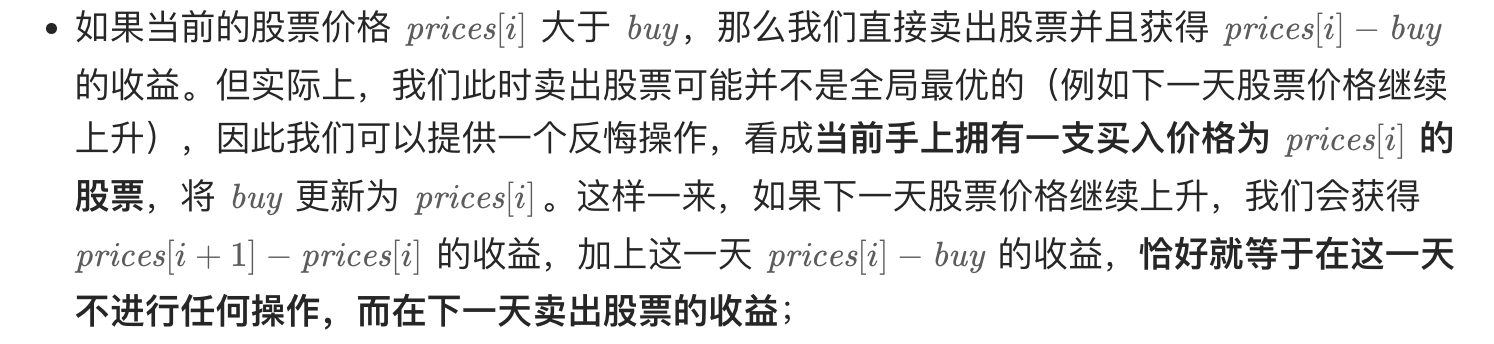 • 如果当前的股票价格 prices[i] 大于 buy，那么我们直接卖出股票并且获得 prices[i] − buy
的收益。但实际上，我们此时卖出股票可能并不是全局最优的（例如下一天股票价格继续
上升），因此我们可以提供一个反悔操作，看成当前手上拥有一支买入价格为 prices[i] 的
股票，将 buy 更新为 prices[i]。这样一来，如果下一天股票价格继续上升，我们会获得
prices[i + 1] − prices[i] 的收益，加上这一天 prices[i] − buy 的收益，恰好就等于在这一天
不进行任何操作，而在下一天卖出股票的收益；